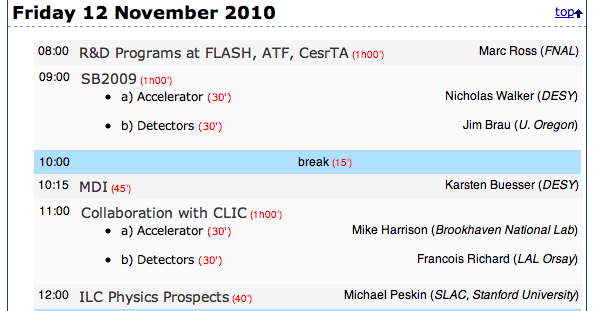 Friday 12 November 2010 top
08:00 R&D Programs at FLASH, ATF, CesrTA (1h00') Marc Ross (FNAL)
09:00 SB2009 (1h00')
• a) Accelerator (30') Nicholas Walker (DESY)
• b) Detectors (30') Jim Brau (U. Oregon)
10:00 break (15')
10:15 MDI (45') Karsten Buesser (DESY)
11:00 Collaboration with CLIC (1h00')
• a) Accelerator (30') Mike Harrison (Brookhaven National Lab)
• b) Detectors (30') Francois Richard (LAL Orsay)
12:00 ILC Physics Prospects (40') Michael Peskin (SLAC, Stanford University)